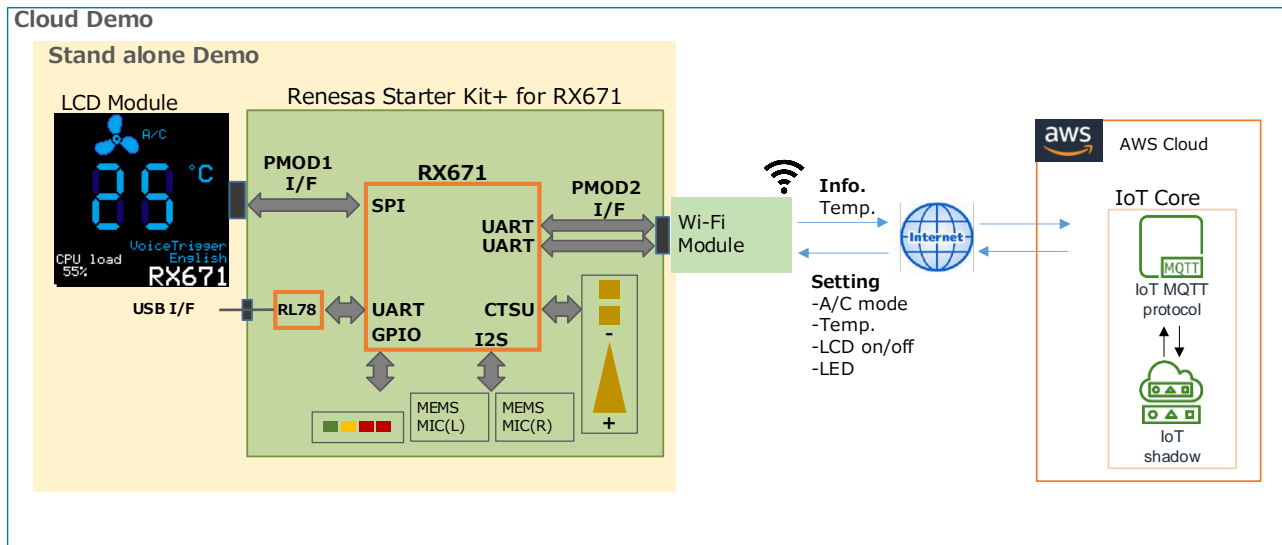 Cloud Demo
Stand alone Demo
LCD Module
Renesas Starter Kit+ for RX671
A/C
25 °C
VoiceTrigger
English
CPU load
55%
RX671
PMOD1
I/F
RX671
SPI
UART
UART
PMOD2
I/F
Wi-Fi
Module
USB I/F
RL78
UART
GPIO
CTSU
I2S
MEMS
MIC(L)
MEMS
MIC(R)
-
+
Info.
Temp.
Internet
Setting
-A/C mode
-Temp.
-LCD on/off
-LED
aws
AWS Cloud
IoT Core
MQTT
IoT MQTT
protocol
IoT
shadow